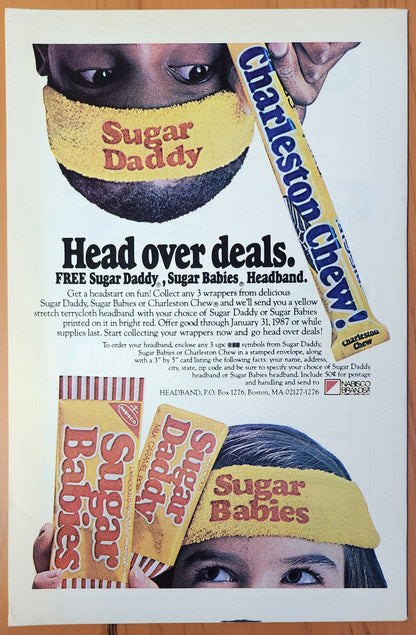 Sugar
Daddy
Charleston Chew!
Charleston
Chew
Head over deals.
FREE Sugar Daddy®, Sugar Babies® Headband.
Get a headstart on fun! Collect any 3 wrappers from delicious
Sugar Daddy, Sugar Babies or Charleston Chew® and we'll send you a yellow
stretch terrycloth headband with your choice of Sugar Daddy or Sugar Babies
printed on it in bright red. Offer good through January 31, 1987 or while
supplies last. Start collecting your wrappers now and go head over deals!
To order your headband, enclose any 3 upc symbols from Sugar Daddy,
Sugar Babies or Charleston Chew in a stamped envelope, along
with a 3" by 5" card listing the following facts: your name, address,
city, state, zip code and be sure to specify your choice of Sugar Daddy
headband or Sugar Babies headband. Include 50¢ for postage
and handling and send to
HEADBAND, P.O. Box 1276, Boston, MA 02127-1276
NABISCO
BRANDS
NABISCO
Sugar
Babies
Sugar
Daddy
MILK CARAMEL POP
Sugar
Babies